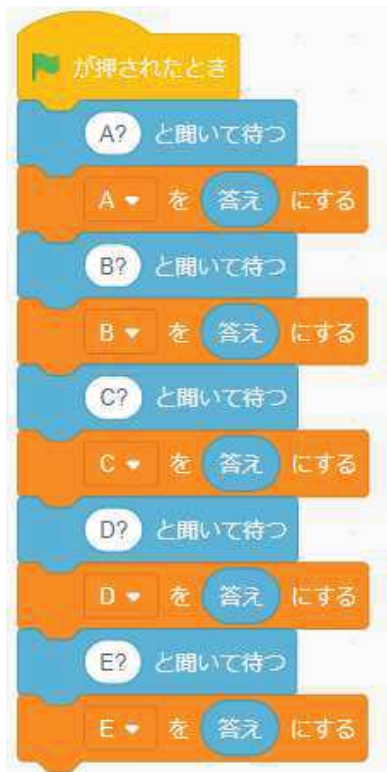 が押されたとき
A? と聞いて待つ
A を 答え にする
B? と聞いて待つ
B を 答え にする
C? と聞いて待つ
C を 答え にする
D? と聞いて待つ
D を 答え にする
E? と聞いて待つ
E を 答え にする